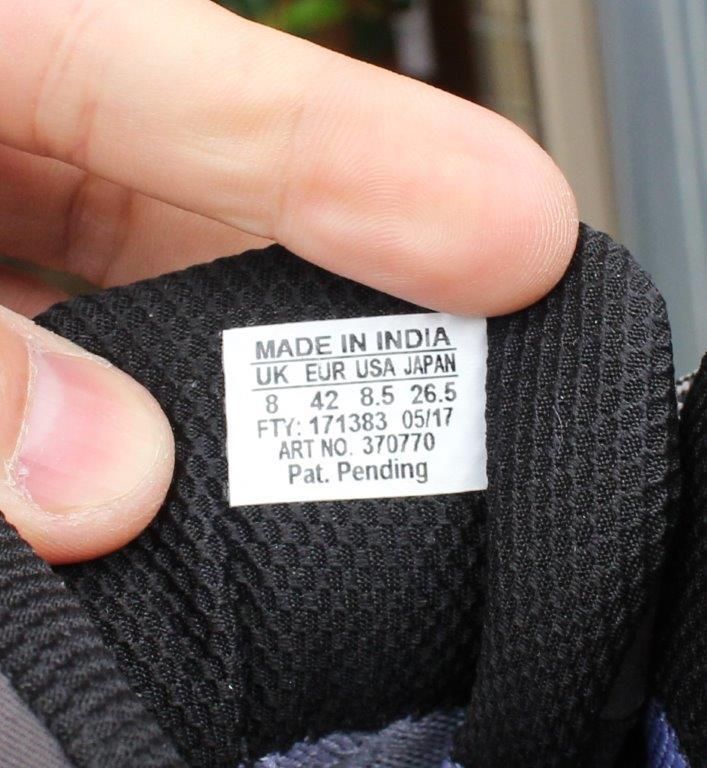 MADE IN INDIA
UK EUR USA JAPAN
8 42 8.5 26.5
FTY: 171383 05/17
ART NO. 370770
Pat. Pending